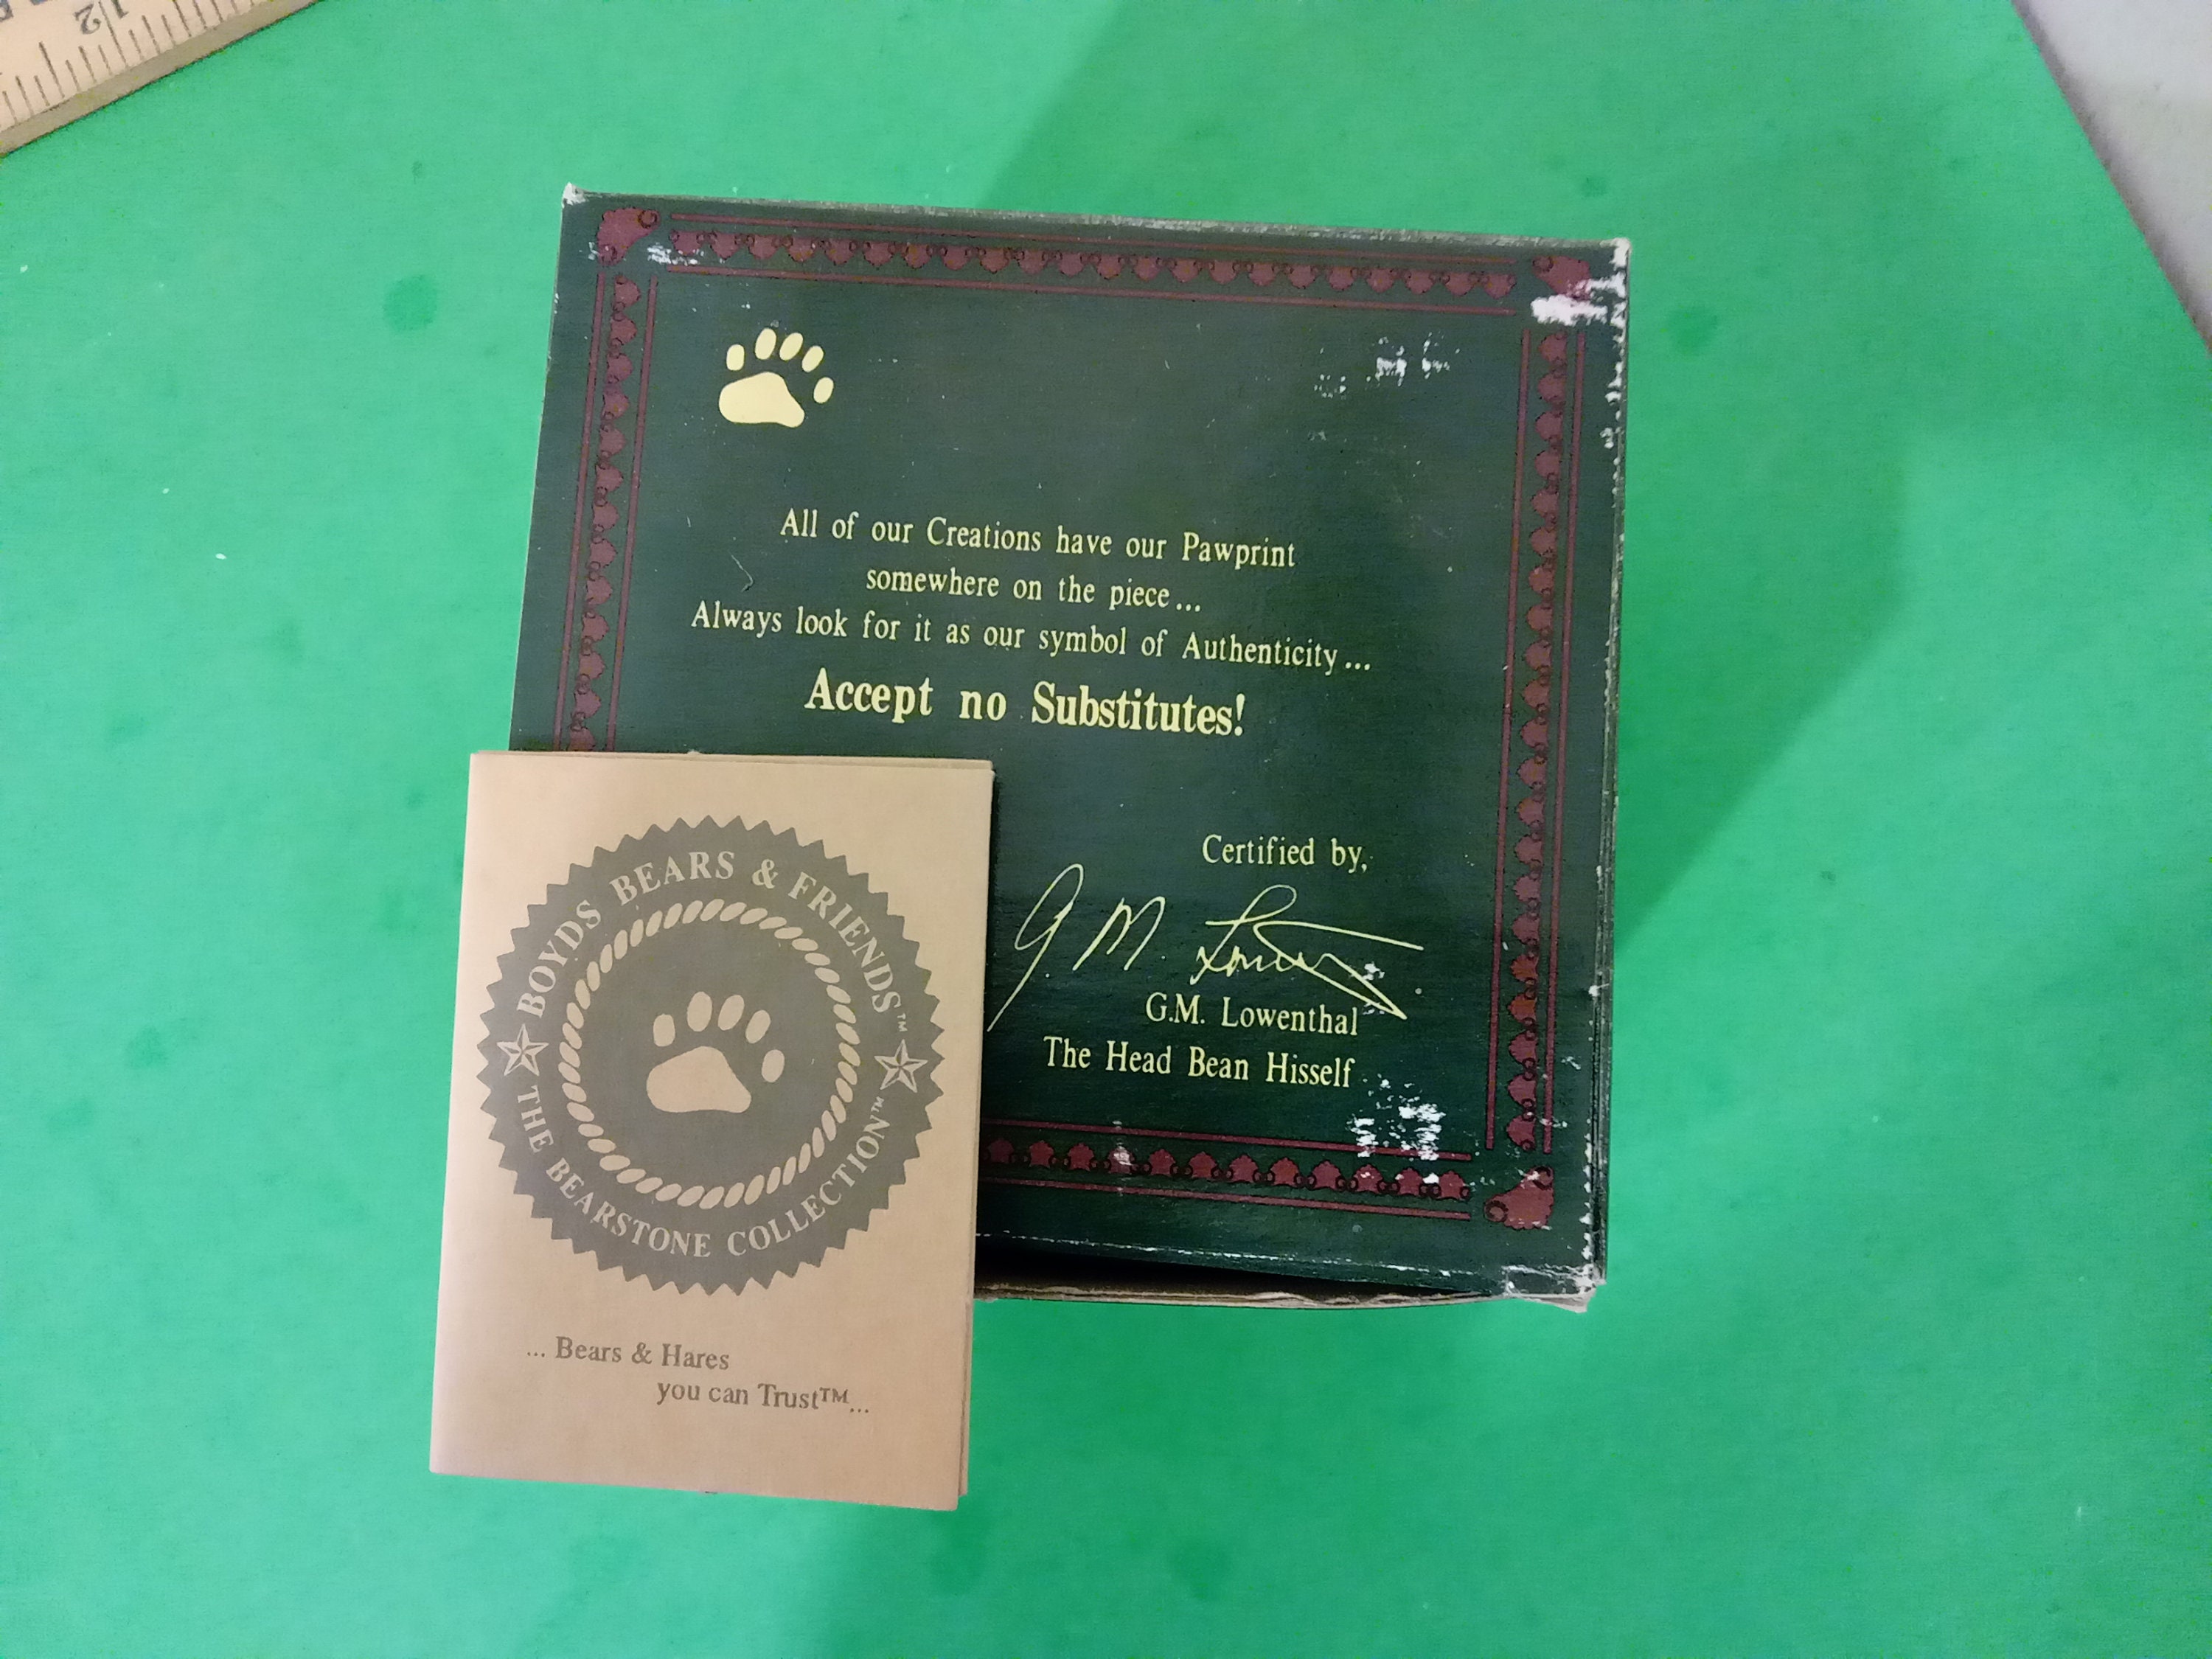 12
All of our Creations have our Pawprint
somewhere on the piece...
Always look for it as our symbol of Authenticity...
Accept no Substitutes!
Certified by,
G.M. Lowenthal
The Head Bean Hisself
BOYDS BEARS & FRIENDS™
THE BEARSTONE COLLECTION™
... Bears & Hares
you can Trust™...